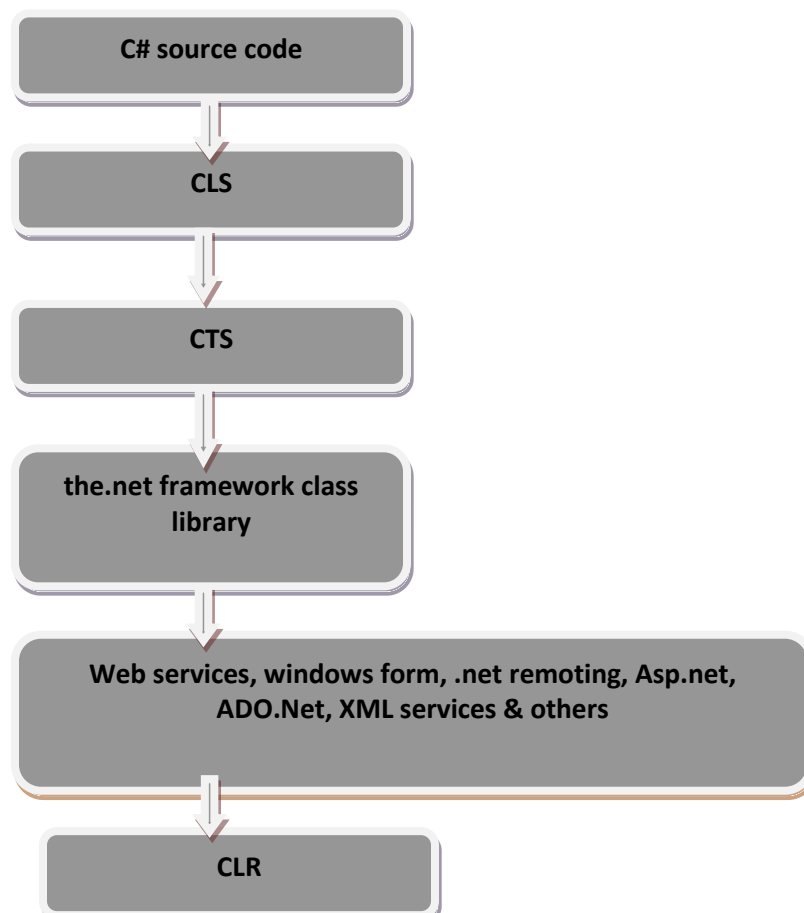 C# source code
CLS
CTS
the.net framework class
library
Web services, windows form, .net remoting, Asp.net,
ADO.Net, XML services & others
CLR